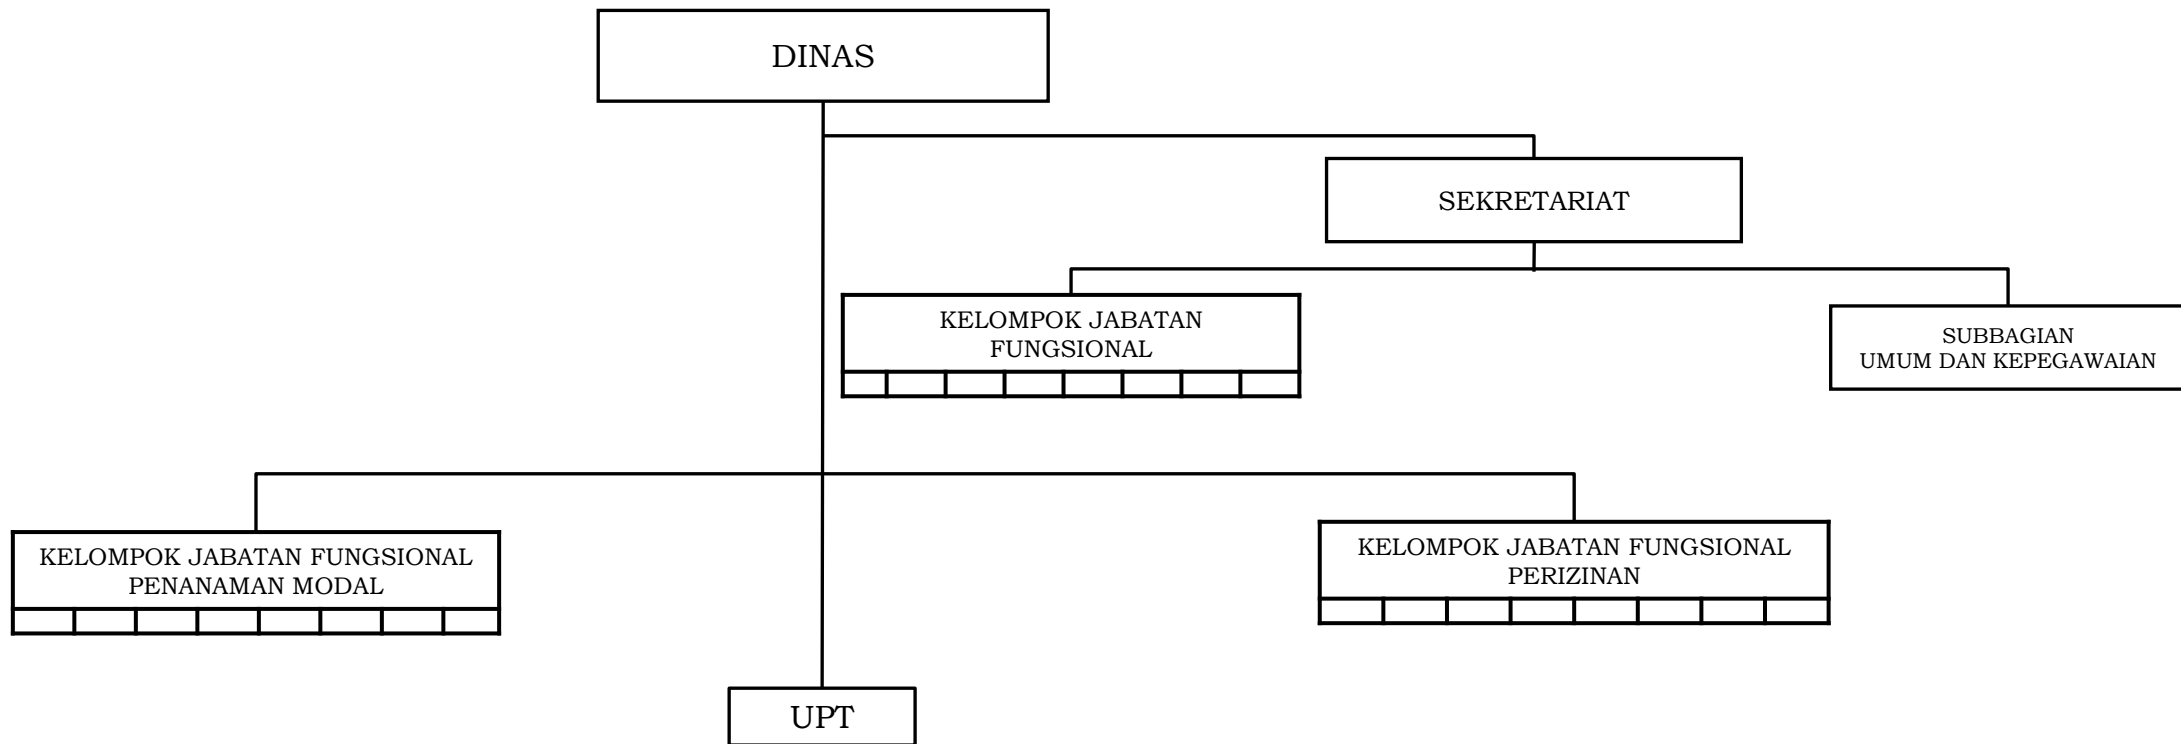 DINAS
SEKRETARIAT
KELOMPOK JABATAN
FUNGSIONAL
SUBBAGIAN
UMUM DAN KEPEGAWAIAN
KELOMPOK JABATAN FUNGSIONAL
PENANAMAN MODAL
KELOMPOK JABATAN FUNGSIONAL
PERIZINAN
UPT